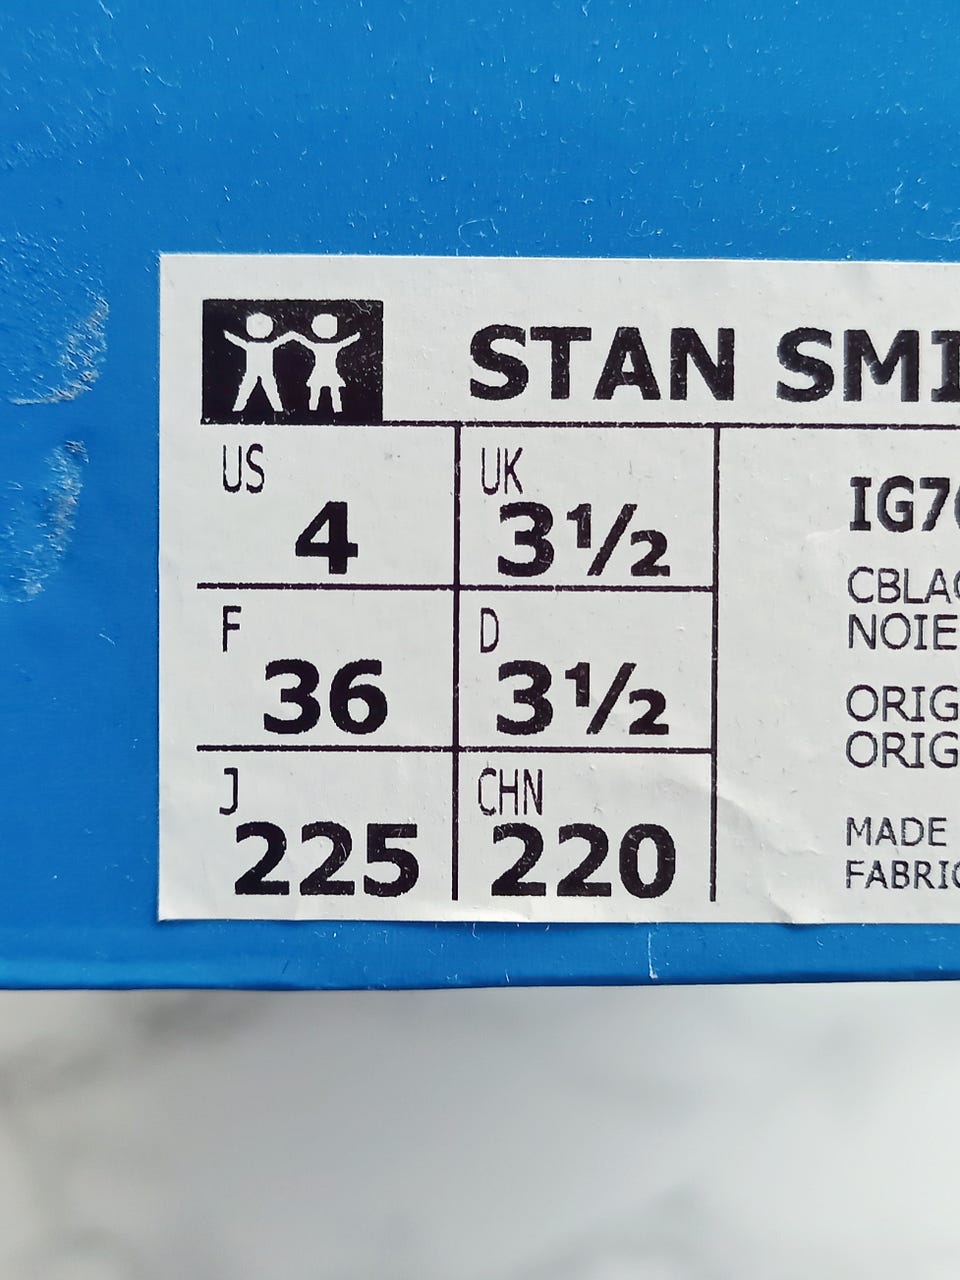 STAN SMI
US 4 UK 3½
F 36 D 3½
J 225 CHN 220
IG70
CBLAC
NOIE
ORIG
ORIG
MADE
FABRIC